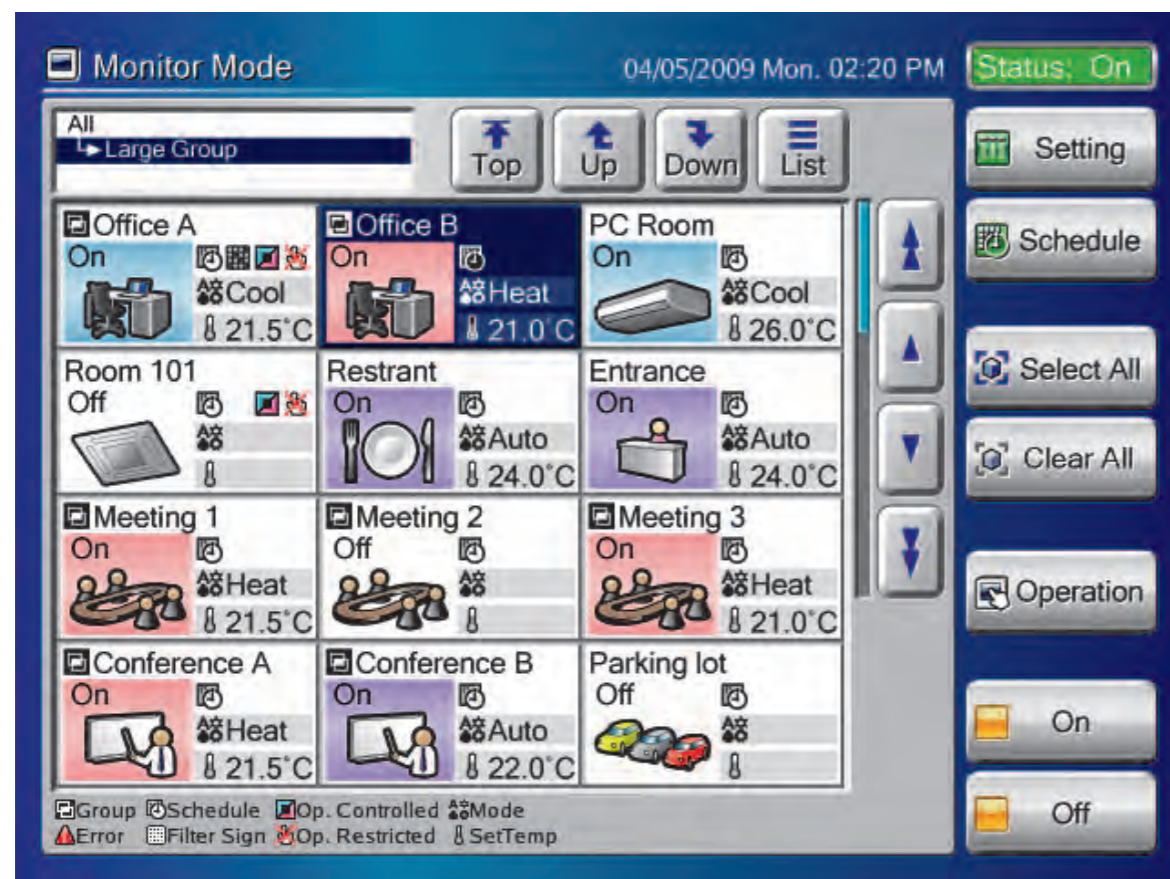 Monitor Mode
04/05/2009 Mon. 02:20 PM
Status: On
All
Large Group
Top
Up
Down
List
Setting
Schedule
Select All
Clear All
Operation
On
Off
Office A
On
Cool
21.5°C
Office B
On
Heat
21.0°C
PC Room
On
Cool
26.0°C
Room 101
Off
Restrant
On
Auto
24.0°C
Entrance
On
Auto
24.0°C
Meeting 1
On
Heat
21.5°C
Meeting 2
Off
Meeting 3
On
Heat
21.0°C
Conference A
On
Heat
21.5°C
Conference B
On
Auto
22.0°C
Parking lot
Off
Group Schedule Op. Controlled Mode
Error Filter Sign Op. Restricted SetTemp